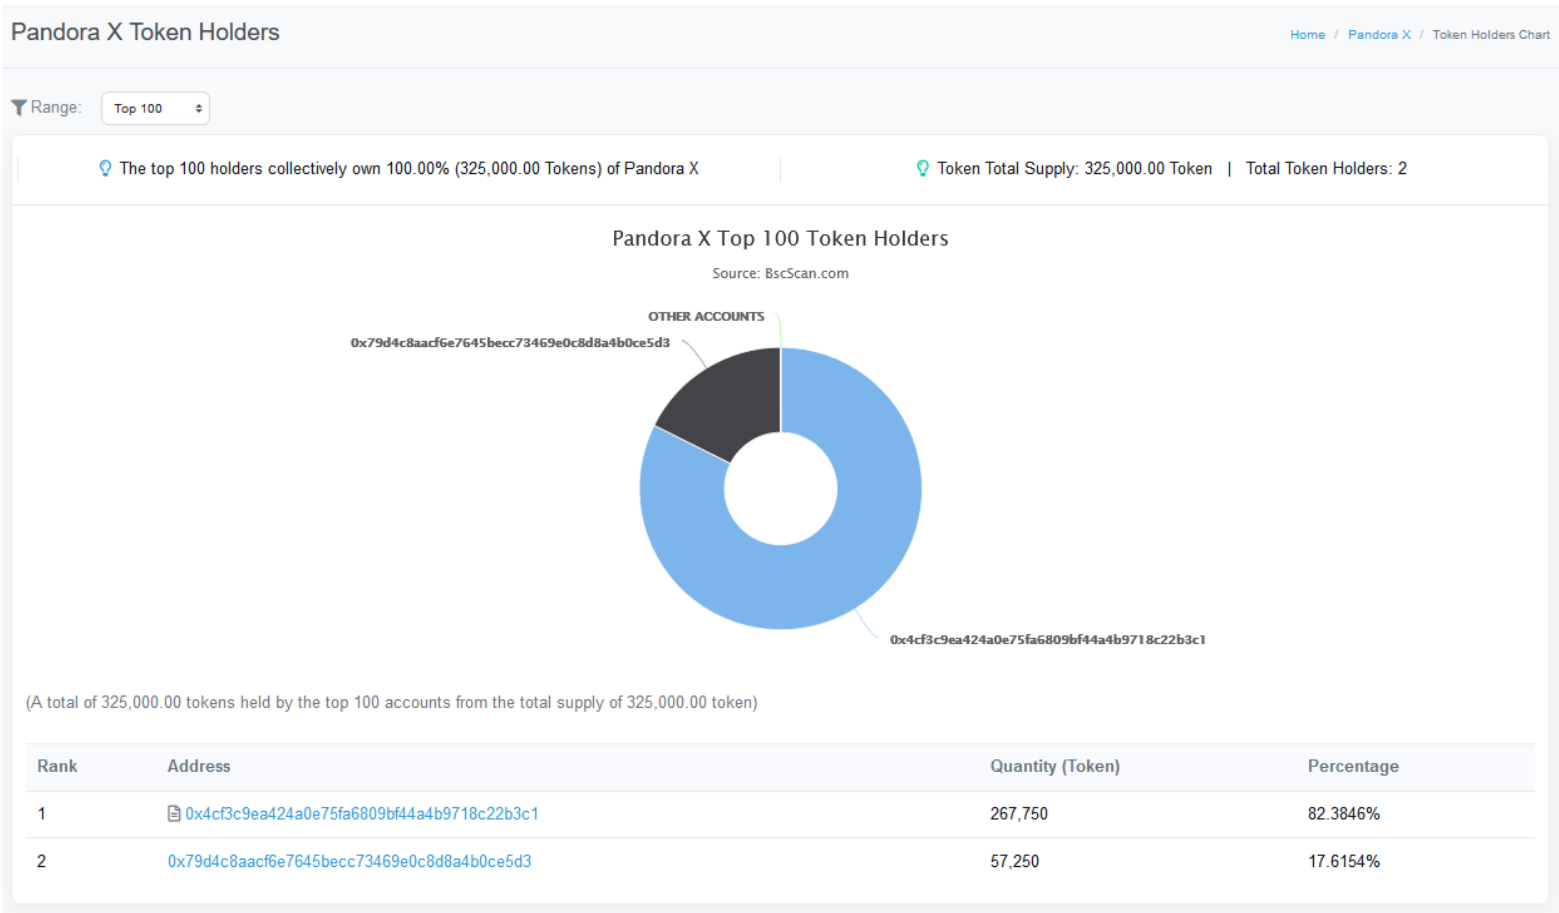 Pandora X Token Holders
Home / Pandora X / Token Holders Chart
Range: Top 100
The top 100 holders collectively own 100.00% (325,000.00 Tokens) of Pandora X
Token Total Supply: 325,000.00 Token | Total Token Holders: 2
Pandora X Top 100 Token Holders
Source: BscScan.com
OTHER ACCOUNTS
0x79d4c8aacf6e7645becc73469e0c8d8a4b0ce5d3
0x4cf3c9ea424a0e75fa6809bf44a4b9718c22b3c1
(A total of 325,000.00 tokens held by the top 100 accounts from the total supply of 325,000.00 token)
Rank Address Quantity (Token) Percentage
1 0x4cf3c9ea424a0e75fa6809bf44a4b9718c22b3c1 267,750 82.3846%
2 0x79d4c8aacf6e7645becc73469e0c8d8a4b0ce5d3 57,250 17.6154%